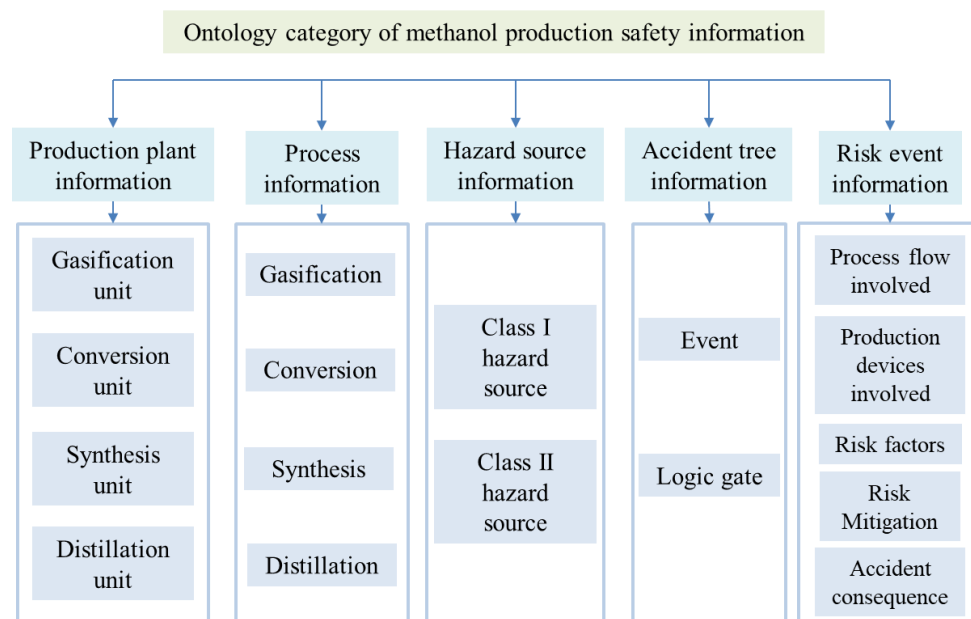 Ontology category of methanol production safety information
Production plant
information
Process
information
Hazard source
information
Accident tree
information
Risk event
information
Gasification
unit
Conversion
unit
Synthesis
unit
Distillation
unit
Gasification
Conversion
Synthesis
Distillation
Class I
hazard
source
Class II
hazard
source
Event
Logic gate
Process flow
involved
Production
devices
involved
Risk factors
Risk
Mitigation
Accident
consequence